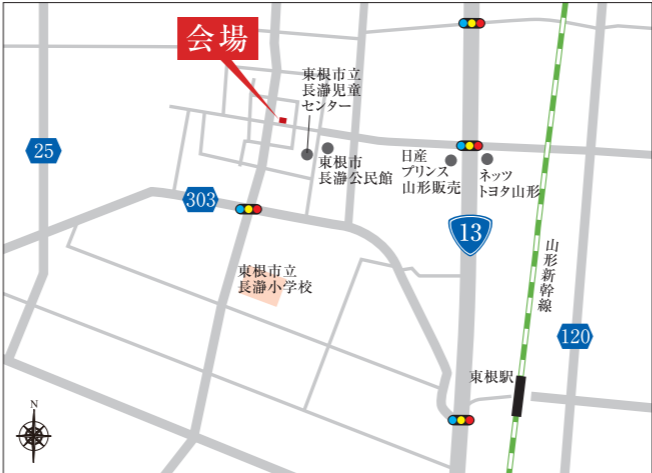 会場
東根市立
長瀞児童
センター
25
東根市
長瀞公民館
日産
プリンス
山形販売
ネッツ
トヨタ山形
303
13
山形新幹線
東根市立
長瀞小学校
120
東根駅
N